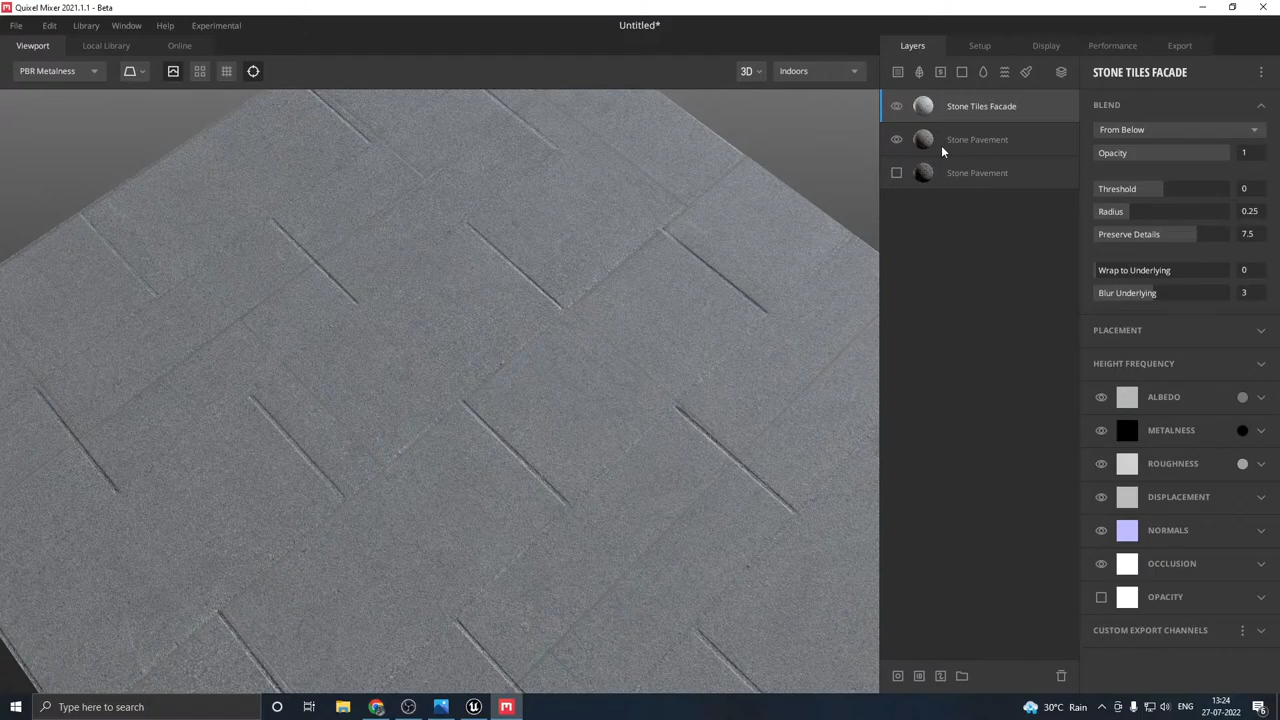 Quixel Mixer 2021.1.1 - Beta
File Edit Library Window Help Experimental
Untitled*
Viewport Local Library Online
Layers Setup Display Performance Export
PBR Metalness
3D Indoors
STONE TILES FACADE
Stone Tiles Facade
Stone Pavement
Stone Pavement
BLEND
From Below
Opacity 1
Threshold 0
Radius 0.25
Preserve Details 7.5
Wrap to Underlying 0
Blur Underlying 3
PLACEMENT
HEIGHT FREQUENCY
ALBEDO
METALNESS
ROUGHNESS
DISPLACEMENT
NORMALS
OCCLUSION
OPACITY
CUSTOM EXPORT CHANNELS
Type here to search
30°C Rain
ENG
13:24
27-07-2022
6